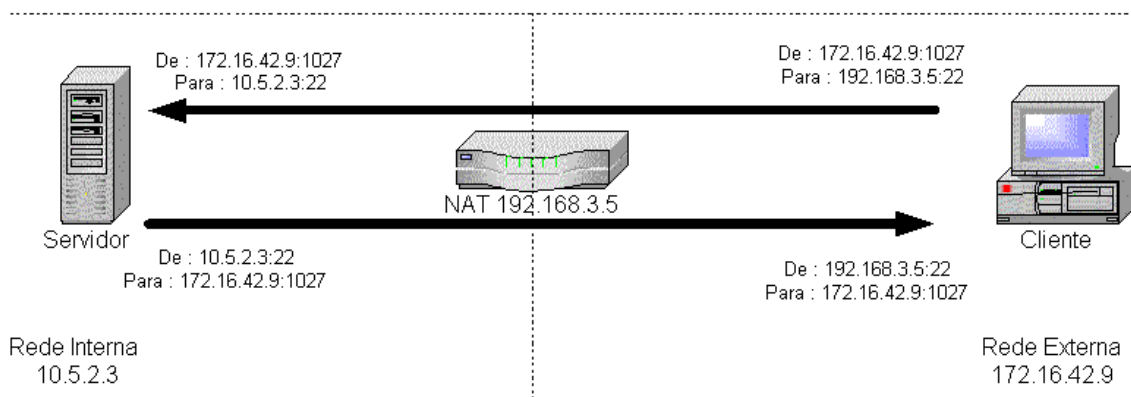 De : 172.16.42.9:1027
Para : 10.5.2.3:22
De : 172.16.42.9:1027
Para : 192.168.3.5:22
NAT 192.168.3.5
Servidor
Cliente
De : 10.5.2.3:22
Para : 172.16.42.9:1027
De : 192.168.3.5:22
Para : 172.16.42.9:1027
Rede Interna
10.5.2.3
Rede Externa
172.16.42.9